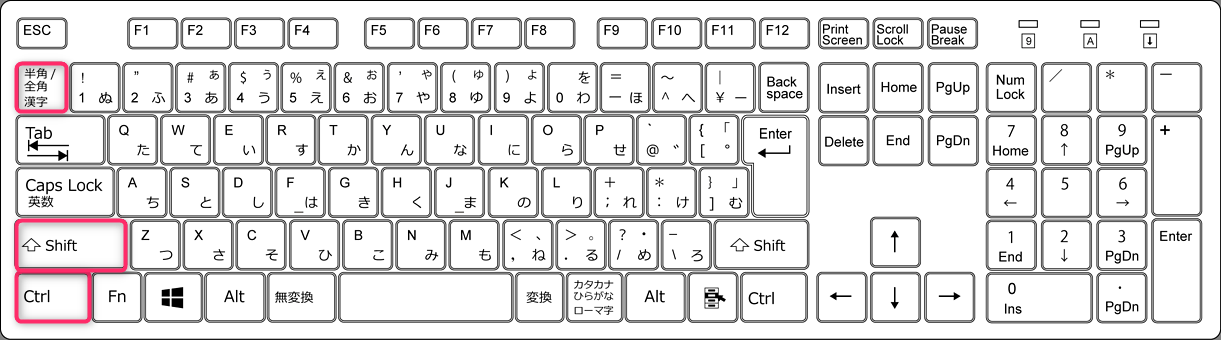 ESC F1 F2 F3 F4 F5 F6 F7 F8 F9 F10 F11 F12 Print Screen Scroll Lock Pause Break 9 A ⬇
半角/
全角
漢字
! 1 ぬ
” 2 ふ
# ぁ 3 あ
$ ぅ 4 う
% ぇ 5 え
& ぉ 6 お
’ ゃ 7 や
( ゅ 8 ゆ
) ょ 9 よ
を 0 わ
= ー ほ
～ ^ へ
| ¥ ー
Back
space
Insert Home PgUp
Num
Lock
／ ＊ －
Tab
Q た
W て
E い
R す
T か
Y ん
U な
I に
O ら
P せ
` @ ゛
{ 「 [ °
Enter
Delete End PgDn
7 Home
8 ↑
9 PgUp
+
Caps Lock
英数
A ち
S と
D し
F _は
G き
H く
J _ま
K の
L り
+ ; れ
* : け
} 」 ] む
4 ←
5
6 →
⇧ Shift
Z つ
X さ
C そ
V ひ
B こ
N み
M も
< 、 , ね
> 。 . る
? ・ / め
– \ ろ
⇧ Shift
↑
1 End
2 ↓
3 PgDn
Enter
Ctrl Fn Alt 無変換 変換
カタカナ
ひらがな
ローマ字
Alt Ctrl ← ↓ →
0 Ins
. PgDn